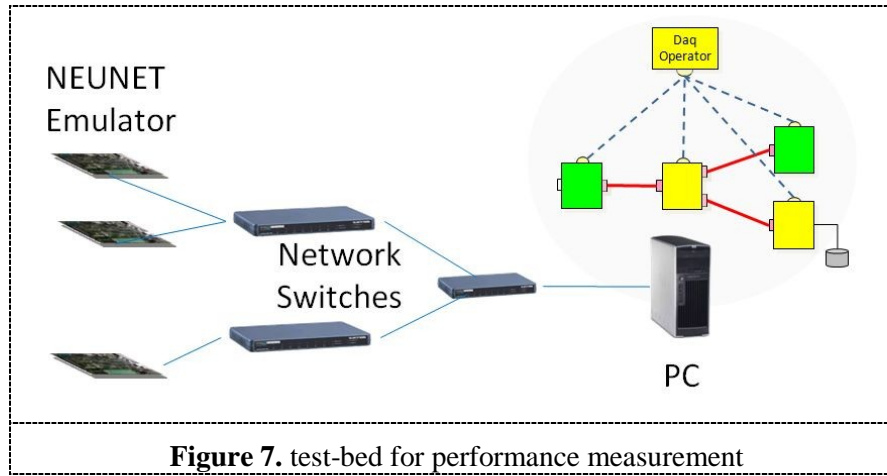 NEUNET
Emulator
Daq
Operator
Network
Switches
PC
Figure 7. test-bed for performance measurement